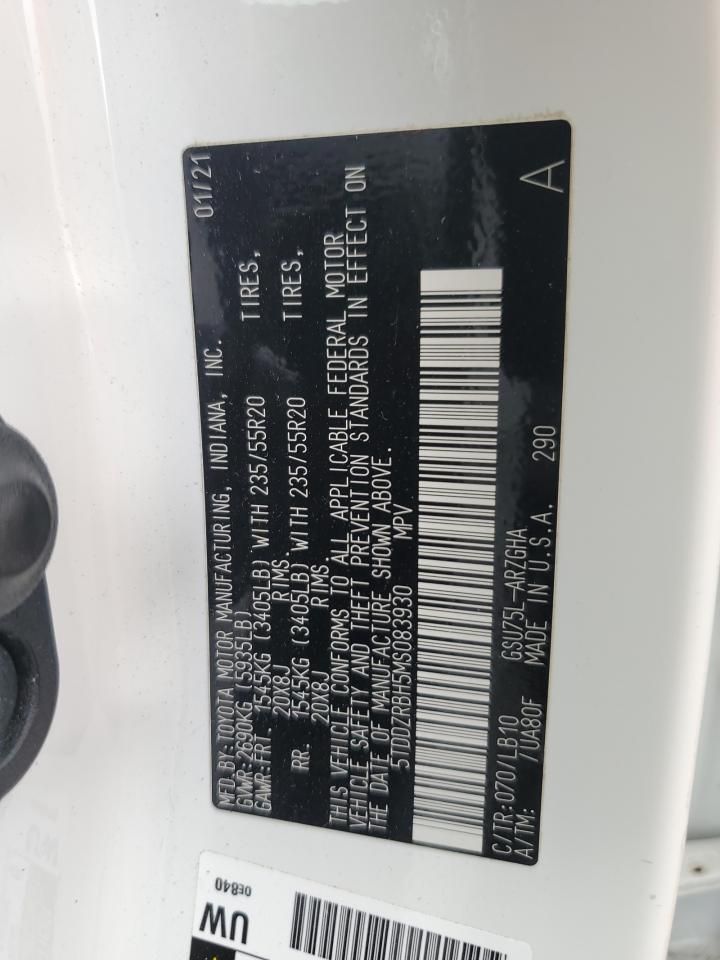 MFD.BY:TOYOTA MOTOR MANUFACTURING, INDIANA, INC. 01/21
GVWR:2690KG (5935LB)
GAWR:FRT. 1545KG (3405LB) WITH 235/55R20 TIRES,
20X8J RIMS.
RR. 1545KG (3405LB) WITH 235/55R20 TIRES,
20X8J RIMS.
THIS VEHICLE CONFORMS TO ALL APPLICABLE FEDERAL MOTOR
VEHICLE SAFETY AND THEFT PREVENTION STANDARDS IN EFFECT ON
THE DATE OF MANUFACTURE SHOWN ABOVE.
5TDDZRBH5MS083930 MPV
C/TR:070/LB10 GSU75L-ARZGHA 290 A
A/TM: /UA80F MADE IN U.S.A.
0E840
UW